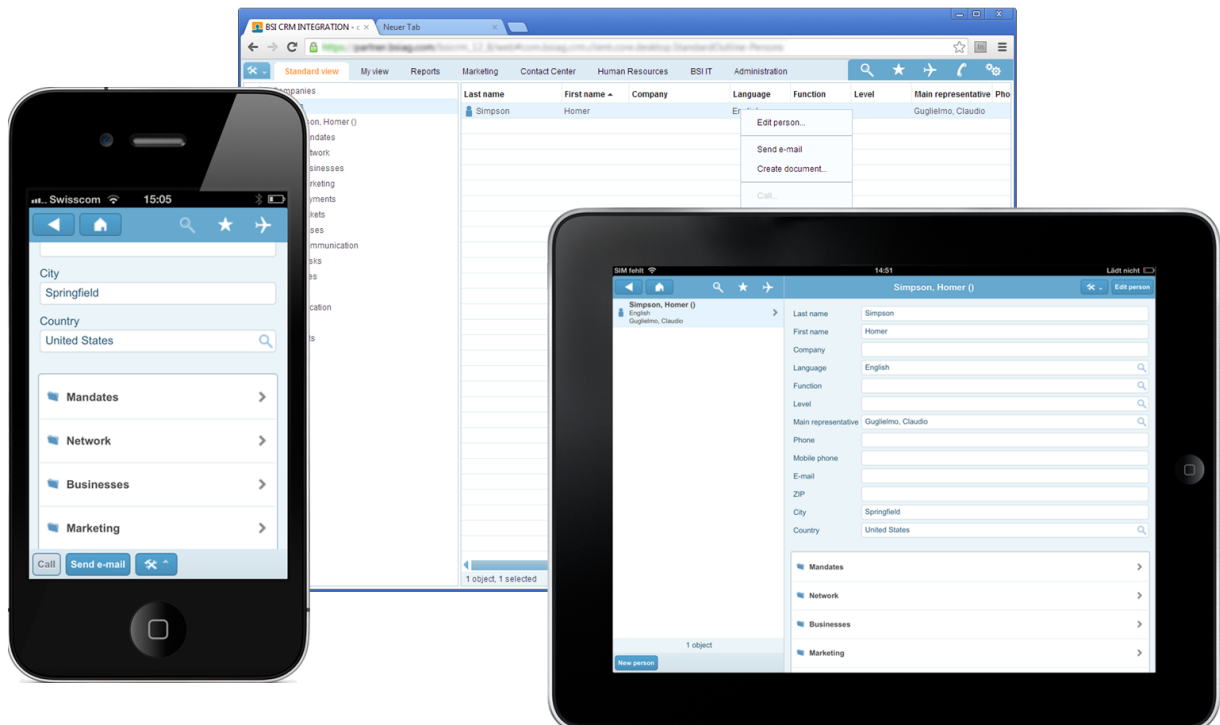 BSI CRM INTEGRATION - c
Neuer Tab
Standard view My view Reports Marketing Contact Center Human Resources BSI IT Administration
Last name First name Company Language Function Level Main representative Pho
Simpson Homer Guglielmo, Claudio
Edit person...
Send e-mail
Create document...
Call...
1 object, 1 selected
Swisscom 15:05
City
Springfield
Country
United States
Mandates
Network
Businesses
Marketing
Call Send e-mail
SIM fehlt 14:51 Lädt nicht
Simpson, Homer () Edit person
Simpson, Homer ()
English
Guglielmo, Claudio
1 object
New person
Last name Simpson
First name Homer
Company
Language English
Function
Level
Main representative Guglielmo, Claudio
Phone
Mobile phone
E-mail
ZIP
City Springfield
Country United States
Mandates
Network
Businesses
Marketing